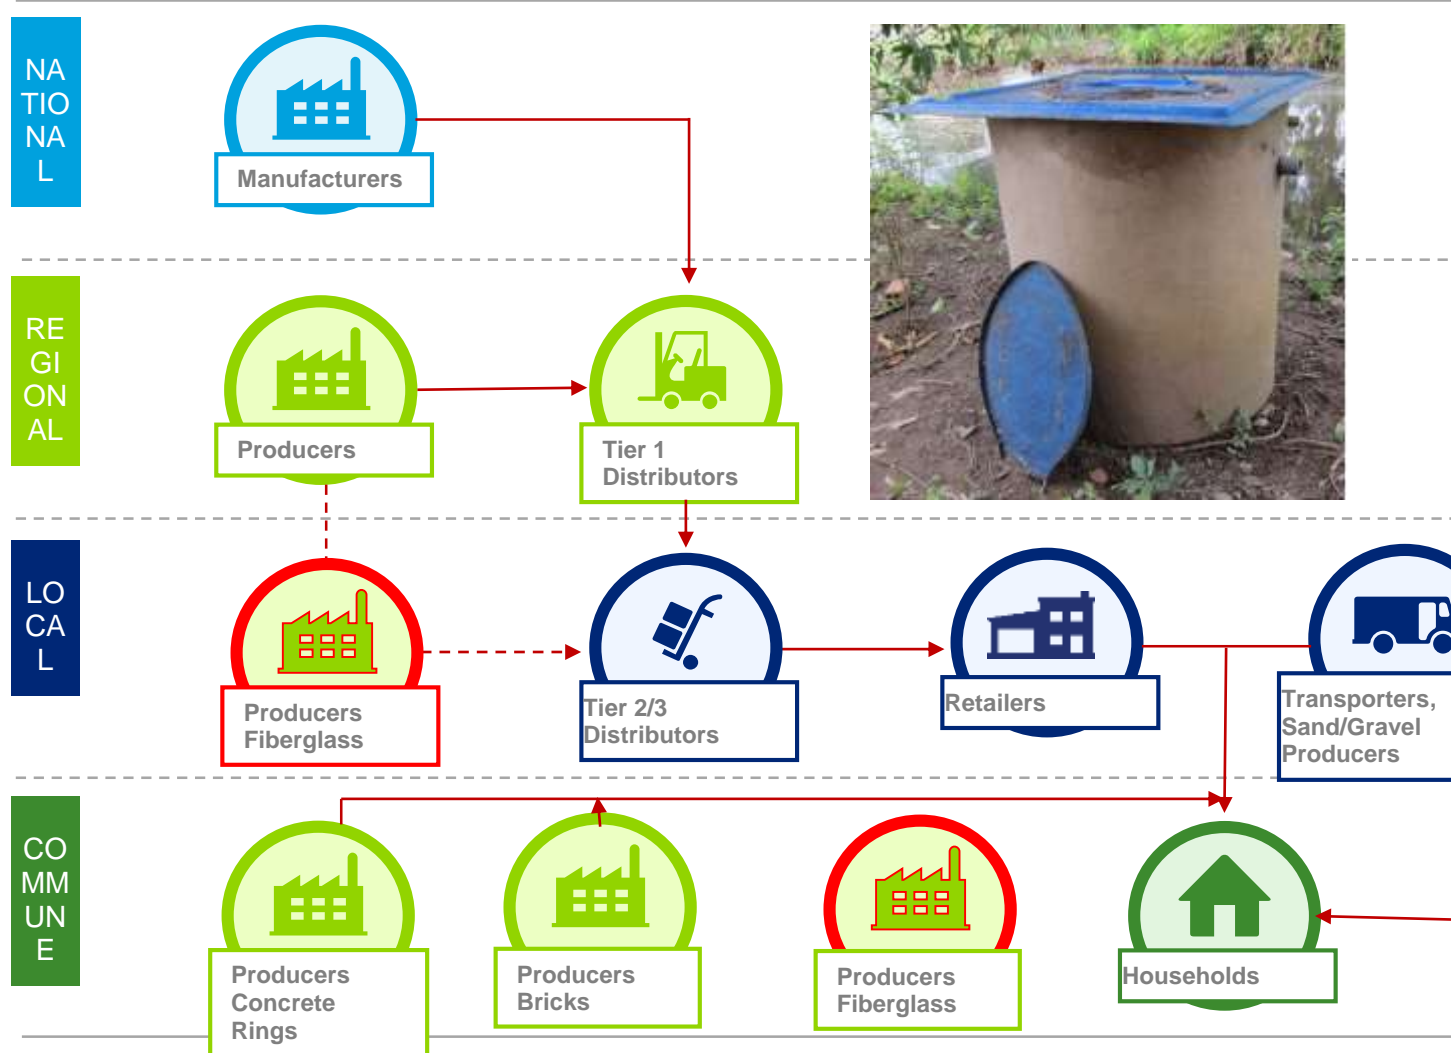 NA
TIO
NA
L
Manufacturers
RE
GI
ON
AL
Producers
Tier 1
Distributors
LO
CA
L
Producers
Fiberglass
Tier 2/3
Distributors
Retailers
Transporters,
Sand/Gravel
Producers
CO
MM
UN
E
Producers
Concrete
Rings
Producers
Bricks
Producers
Fiberglass
Households